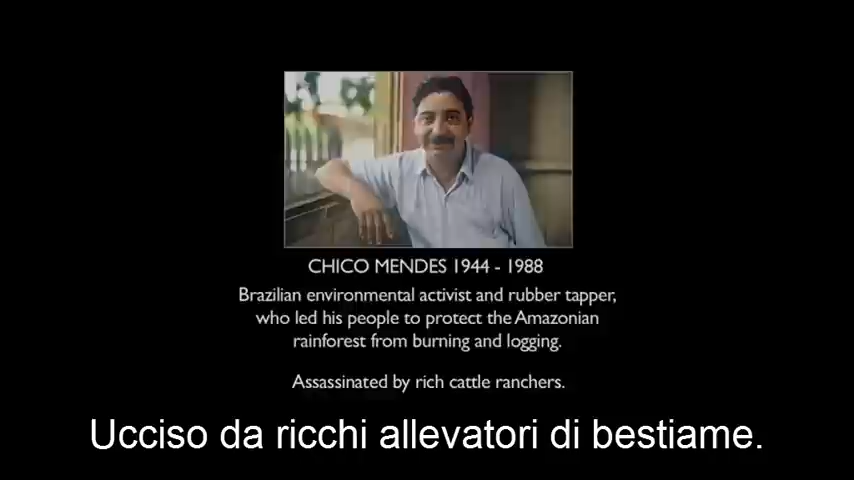 CHICO MENDES 1944 - 1988
Brazilian environmental activist and rubber tapper,
who led his people to protect the Amazonian
rainforest from burning and logging.
Assassinated by rich cattle ranchers.
Ucciso da ricchi allevatori di bestiame.